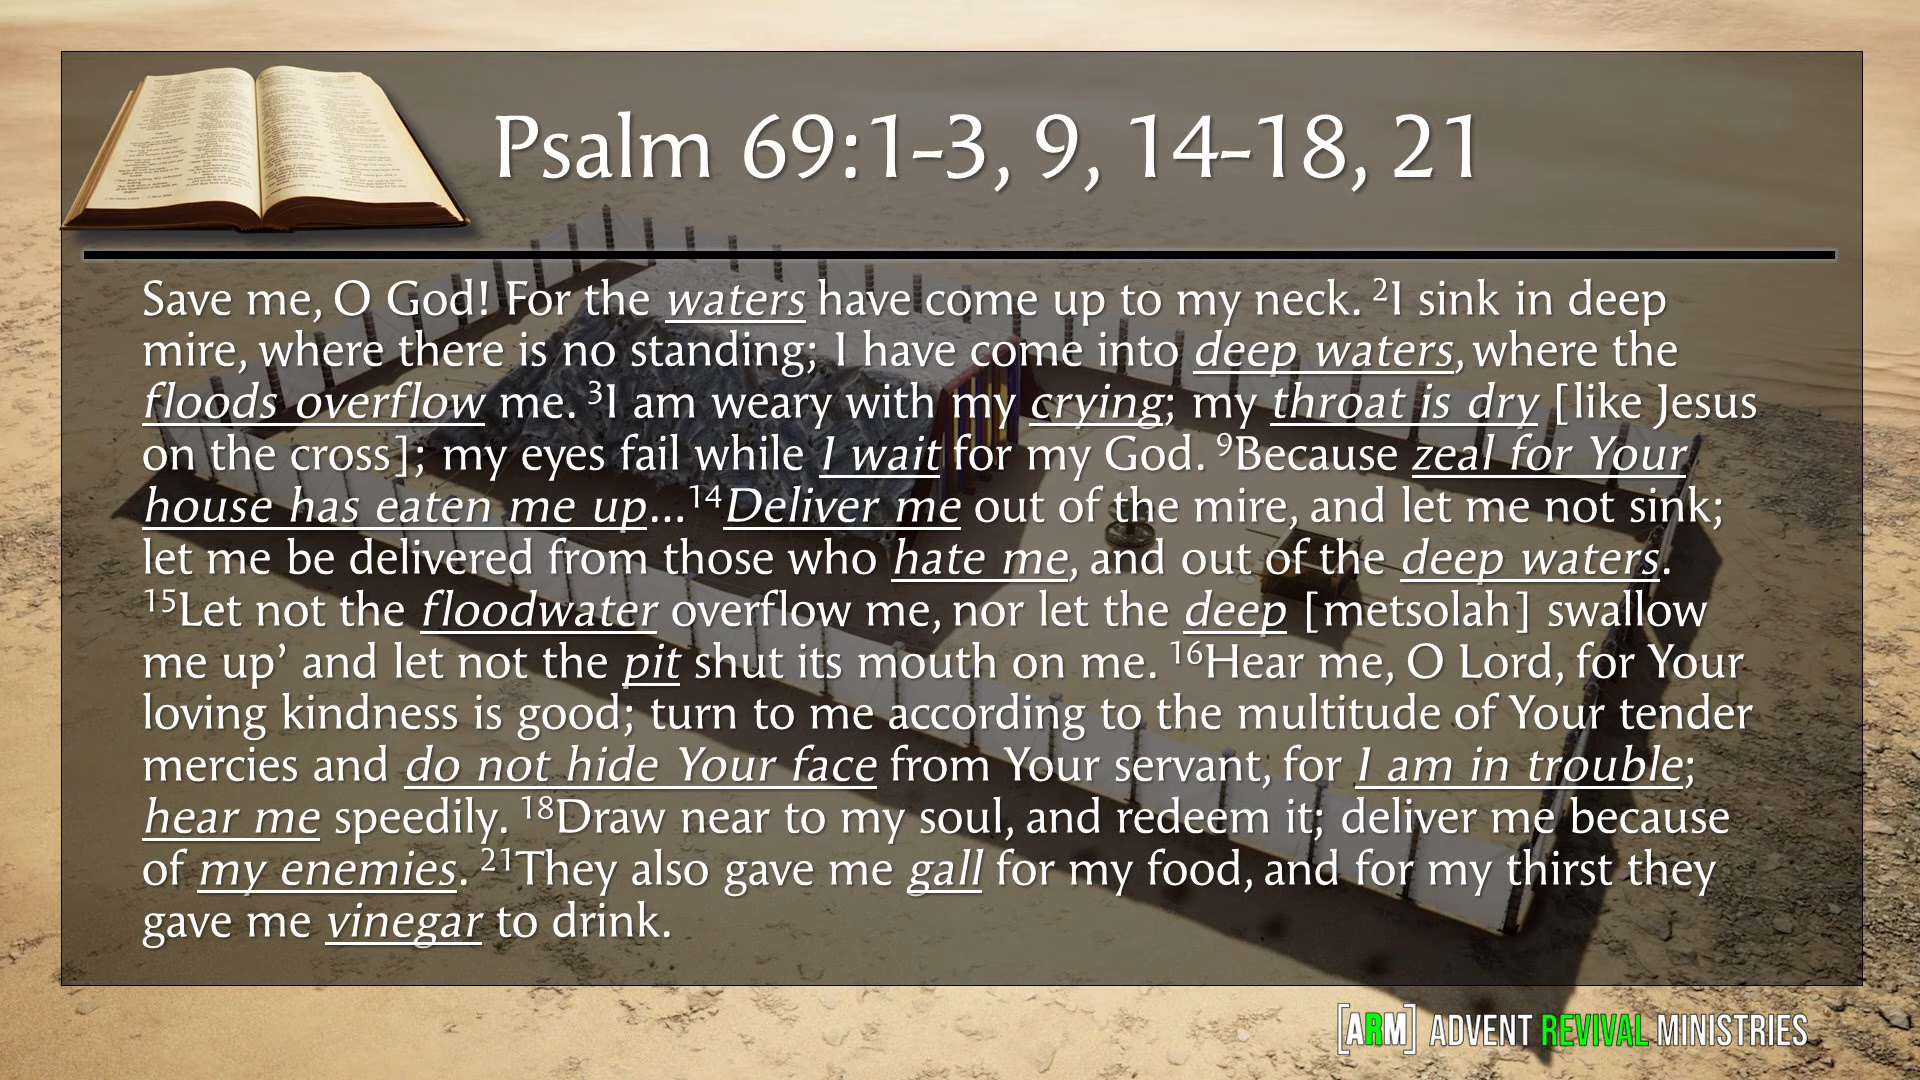 Psalm 69:1-3, 9, 14-18, 21
Save me, O God! For the waters have come up to my neck. ²I sink in deep
mire, where there is no standing; I have come into deep waters, where the
floods overflow me. ³I am weary with my crying; my throat is dry [like Jesus
on the cross]; my eyes fail while I wait for my God. ⁹Because zeal for Your
house has eaten me up...¹⁴Deliver me out of the mire, and let me not sink;
let me be delivered from those who hate me, and out of the deep waters.
¹⁵Let not the floodwater overflow me, nor let the deep [metsolah] swallow
me up’ and let not the pit shut its mouth on me. ¹⁶Hear me, O Lord, for Your
loving kindness is good; turn to me according to the multitude of Your tender
mercies and do not hide Your face from Your servant, for I am in trouble;
hear me speedily. ¹⁸Draw near to my soul, and redeem it; deliver me because
of my enemies. ²¹They also gave me gall for my food, and for my thirst they
gave me vinegar to drink.
[ARM] ADVENT REVIVAL MINISTRIES